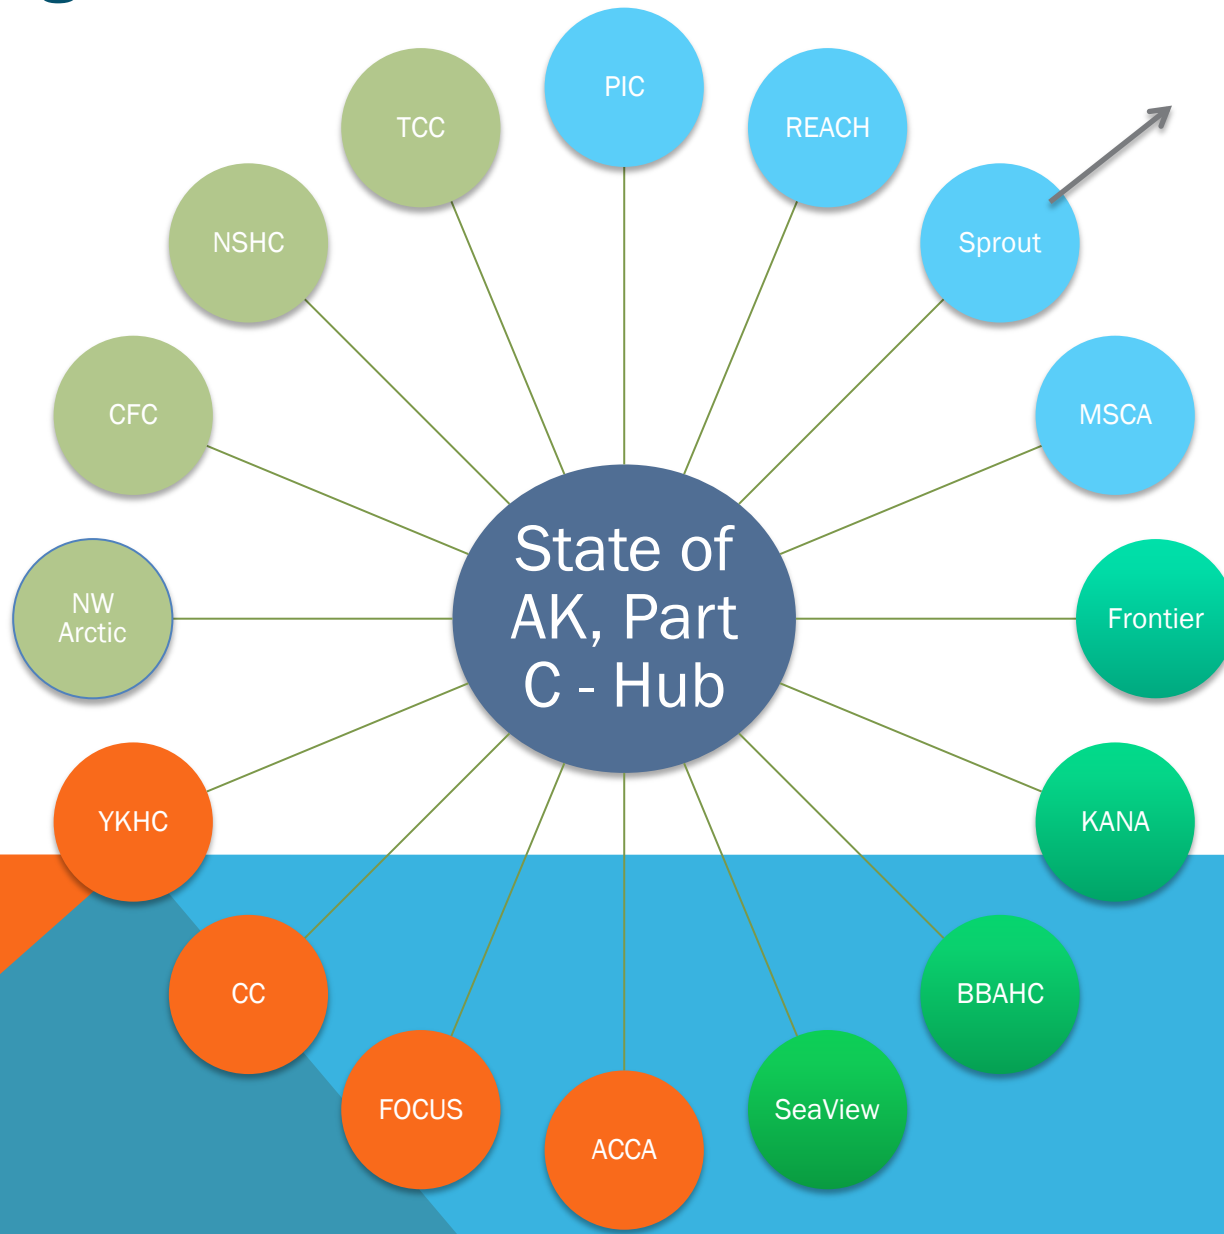 PIC
TCC
REACH
NSHC
Sprout
CFC
MSCA
State of
AK, Part
C - Hub
NW
Arctic
Frontier
YKHC
KANA
CC
BBAHC
FOCUS
SeaView
ACCA